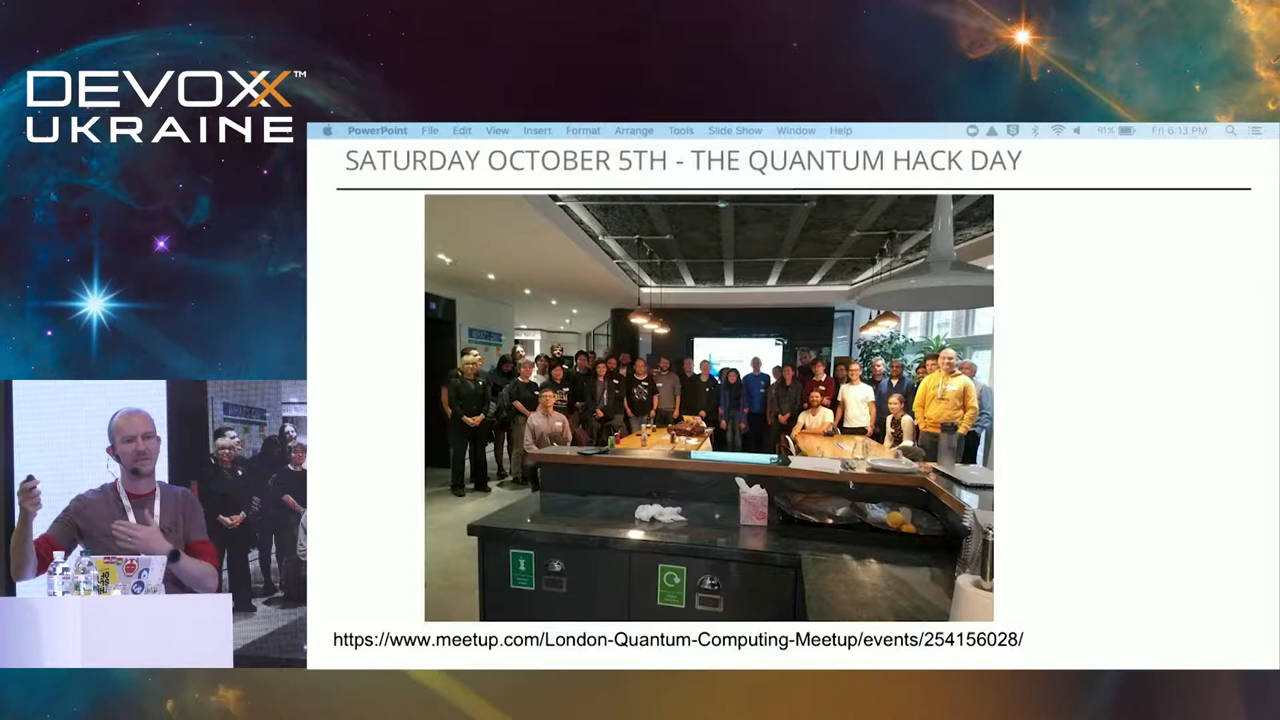 DEVOXX™
UKRAINE
PowerPoint File Edit View Insert Format Arrange Tools Slide Show Window Help 91% Fri 6:13 PM
SATURDAY OCTOBER 5TH - THE QUANTUM HACK DAY
https://www.meetup.com/London-Quantum-Computing-Meetup/events/254156028/